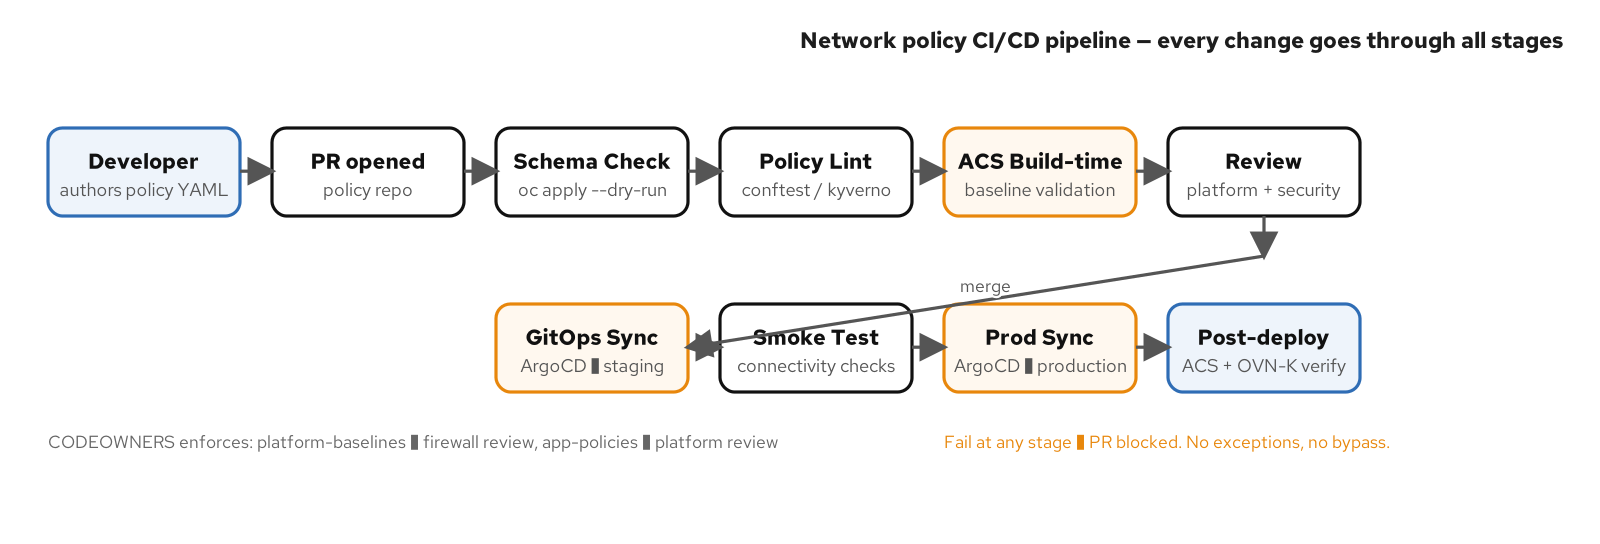 Network policy CI/CD pipeline – every change goes through all stages
Developer
authors policy YAML
PR opened
policy repo
Schema Check
oc apply --dry-run
Policy Lint
conftest / kyverno
ACS Build-time
baseline validation
Review
platform + security
merge
GitOps Sync
ArgoCD ▮ staging
Smoke Test
connectivity checks
Prod Sync
ArgoCD ▮ production
Post-deploy
ACS + OVN-K verify
CODEOWNERS enforces: platform-baselines ▮ firewall review, app-policies ▮ platform review
Fail at any stage ▮ PR blocked. No exceptions, no bypass.